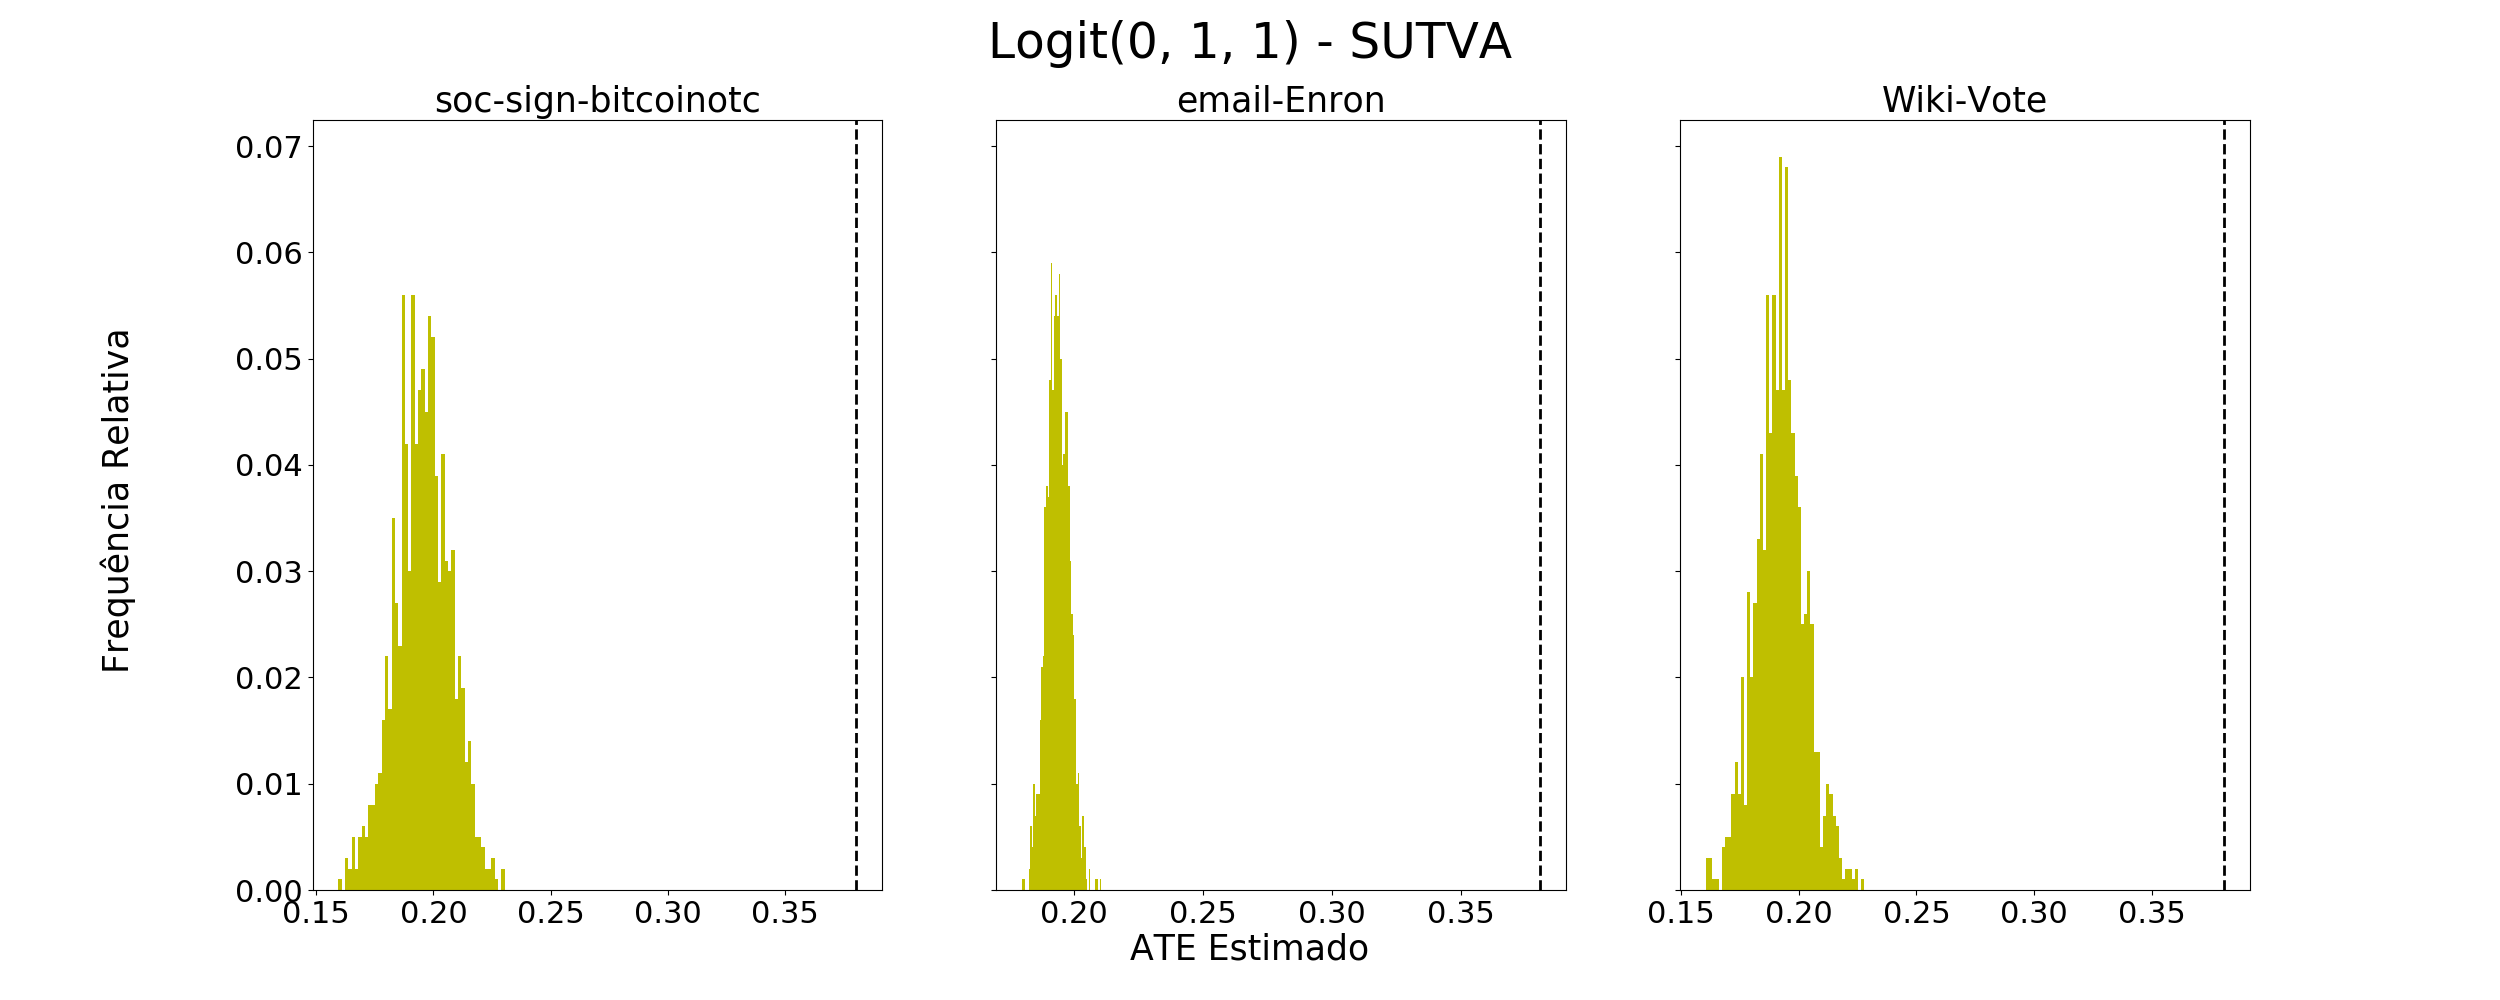 Logit(0, 1, 1) - SUTVA
soc-sign-bitcoinotc
email-Enron
Wiki-Vote
Frequência Relativa
0.07
0.06
0.05
0.04
0.03
0.02
0.01
0.00
0.15 0.20 0.25 0.30 0.35
0.20 0.25 0.30 0.35
0.15 0.20 0.25 0.30 0.35
ATE Estimado